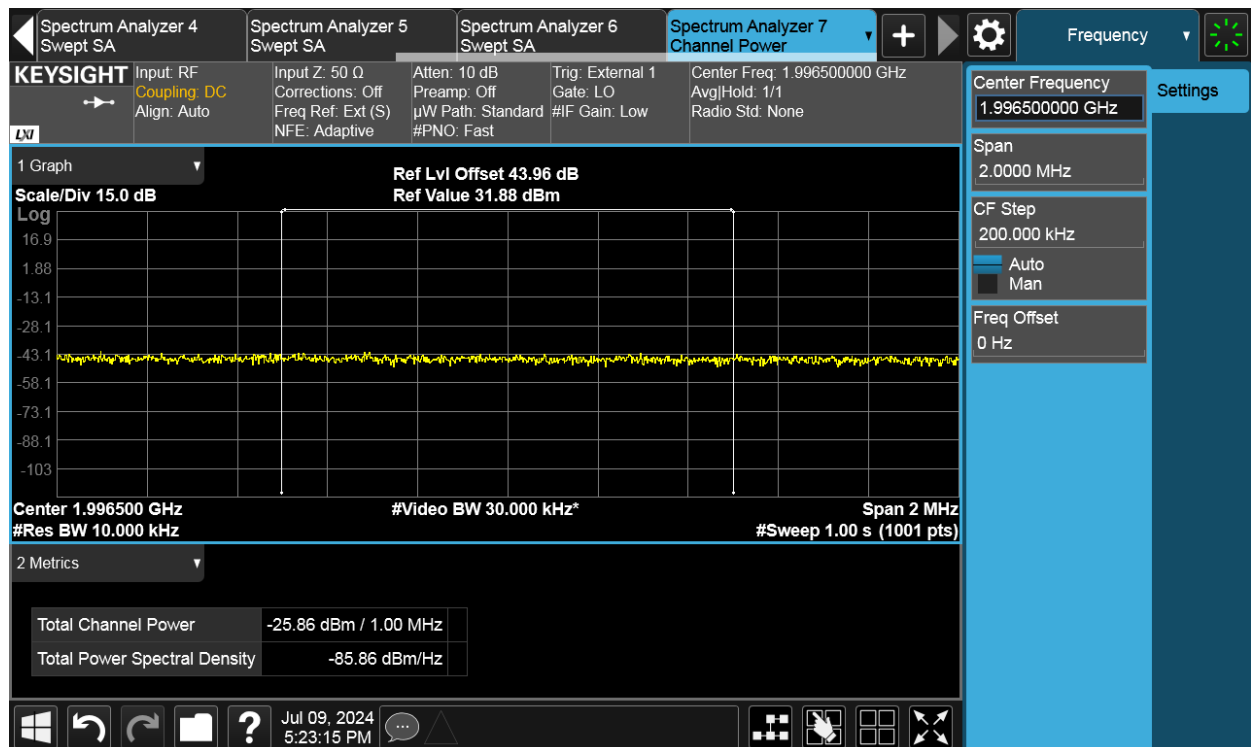 Spectrum Analyzer 4
Swept SA
Spectrum Analyzer 5
Swept SA
Spectrum Analyzer 6
Swept SA
Spectrum Analyzer 7
Channel Power
Frequency
KEYSIGHT
LXI
Input: RF
Coupling: DC
Align: Auto
Input Z: 50 Ω
Corrections: Off
Freq Ref: Ext (S)
NFE: Adaptive
Atten: 10 dB
Preamp: Off
µW Path: Standard
#PNO: Fast
Trig: External 1
Gate: LO
#IF Gain: Low
Center Freq: 1.996500000 GHz
Avg|Hold: 1/1
Radio Std: None
Center Frequency
1.996500000 GHz
Settings
Span
2.0000 MHz
CF Step
200.000 kHz
Auto
Man
Freq Offset
0 Hz
1 Graph
Scale/Div 15.0 dB
Ref Lvl Offset 43.96 dB
Ref Value 31.88 dBm
Log
16.9
1.88
-13.1
-28.1
-43.1
-58.1
-73.1
-88.1
-103
Center 1.996500 GHz
#Video BW 30.000 kHz*
Span 2 MHz
#Res BW 10.000 kHz
#Sweep 1.00 s (1001 pts)
2 Metrics
Total Channel Power -25.86 dBm / 1.00 MHz
Total Power Spectral Density -85.86 dBm/Hz
?
Jul 09, 2024
5:23:15 PM